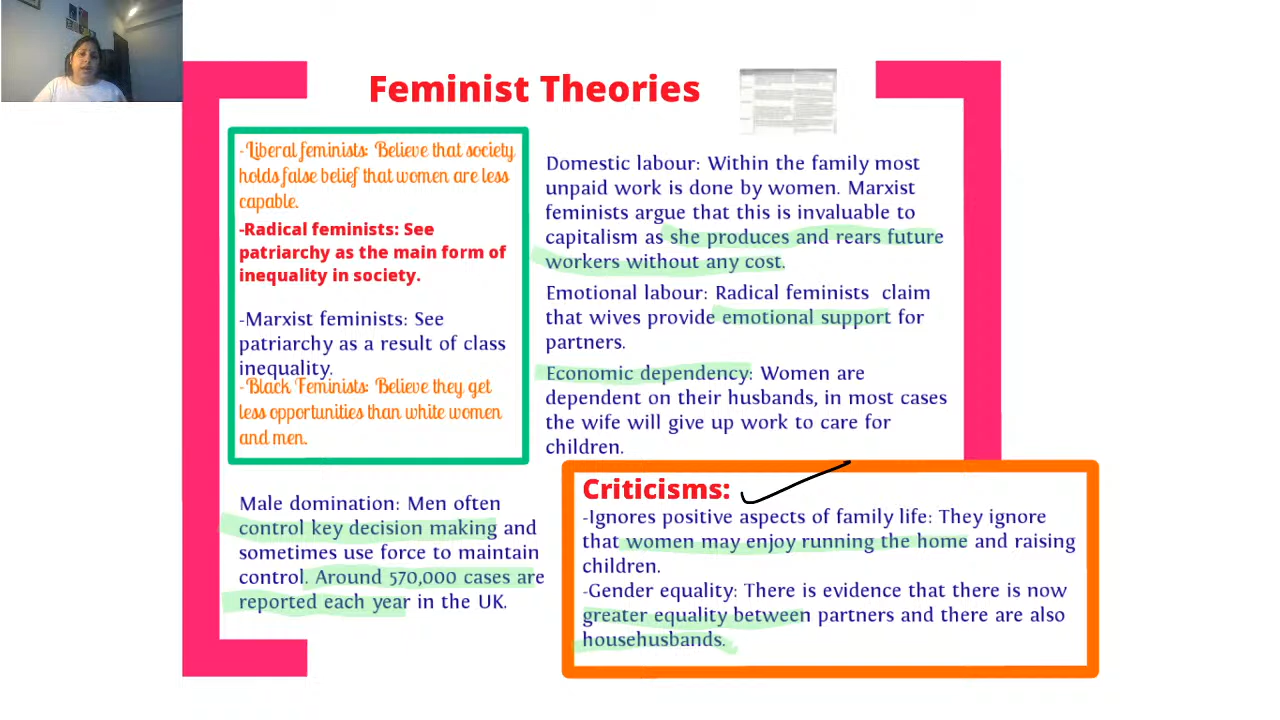 Feminist Theories
-Liberal feminists: Believe that society
holds false belief that women are less
capable.
-Radical feminists: See
patriarchy as the main form of
inequality in society.
-Marxist feminists: See
patriarchy as a result of class
inequality.
-Black Feminists: Believe they get
less opportunities than white women
and men.
Domestic labour: Within the family most
unpaid work is done by women. Marxist
feminists argue that this is invaluable to
capitalism as she produces and rears future
workers without any cost.
Emotional labour: Radical feminists claim
that wives provide emotional support for
partners.
Economic dependency: Women are
dependent on their husbands, in most cases
the wife will give up work to care for
children.
Male domination: Men often
control key decision making and
sometimes use force to maintain
control. Around 570,000 cases are
reported each year in the UK.
Criticisms:
-Ignores positive aspects of family life: They ignore
that women may enjoy running the home and raising
children.
-Gender equality: There is evidence that there is now
greater equality between partners and there are also
househusbands.